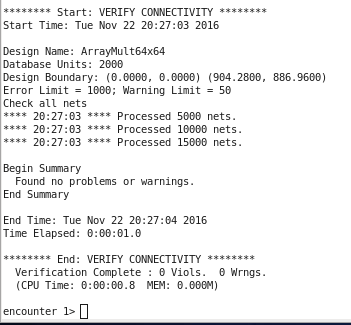 ******** Start: VERIFY CONNECTIVITY ********
Start Time: Tue Nov 22 20:27:03 2016
Design Name: ArrayMult64x64
Database Units: 2000
Design Boundary: (0.0000, 0.0000) (904.2800, 886.9600)
Error Limit = 1000; Warning Limit = 50
Check all nets
**** 20:27:03 **** Processed 5000 nets.
**** 20:27:03 **** Processed 10000 nets.
**** 20:27:03 **** Processed 15000 nets.
Begin Summary
  Found no problems or warnings.
End Summary
End Time: Tue Nov 22 20:27:04 2016
Time Elapsed: 0:00:01.0
******** End: VERIFY CONNECTIVITY ********
  Verification Complete : 0 Viols.  0 Wrngs.
  (CPU Time: 0:00:00.8  MEM: 0.000M)
encounter 1>